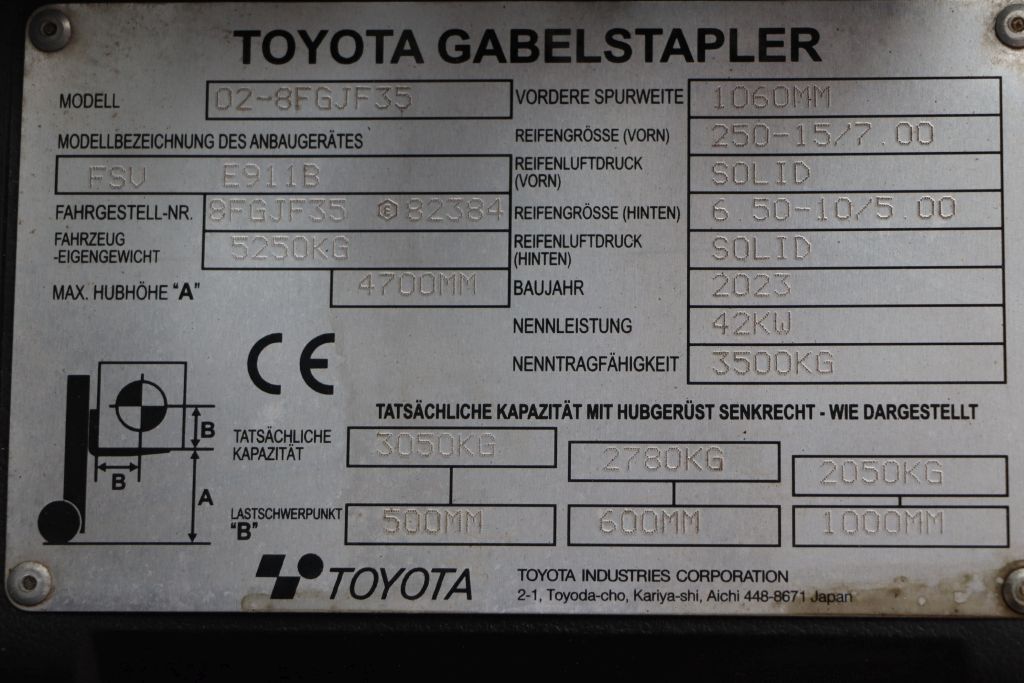 TOYOTA GABELSTAPLER
MODELL 02-8FGJF35
MODELLBEZEICHNUNG DES ANBAUGERÄTES
FSV E911B
FAHRGESTELL-NR. 8FGJF35 E 82384
FAHRZEUG
-EIGENGEWICHT 5250KG
MAX. HUBHÖHE "A" 4700MM
VORDERE SPURWEITE 1060MM
REIFENGRÖSSE (VORN) 250-15/7.00
REIFENLUFTDRUCK
(VORN) SOLID
REIFENGRÖSSE (HINTEN) 6.50-10/5.00
REIFENLUFTDRUCK
(HINTEN) SOLID
BAUJAHR 2023
NENNLEISTUNG 42KW
NENNTRAGFÄHIGKEIT 3500KG
CE
B
B
A
TATSÄCHLICHE KAPAZITÄT MIT HUBGERÜST SENKRECHT - WIE DARGESTELLT
TATSÄCHLICHE
KAPAZITÄT 3050KG 2780KG 2050KG
LASTSCHWERPUNKT
"B" 500MM 600MM 1000MM
TOYOTA
TOYOTA INDUSTRIES CORPORATION
2-1, Toyoda-cho, Kariya-shi, Aichi 448-8671 Japan